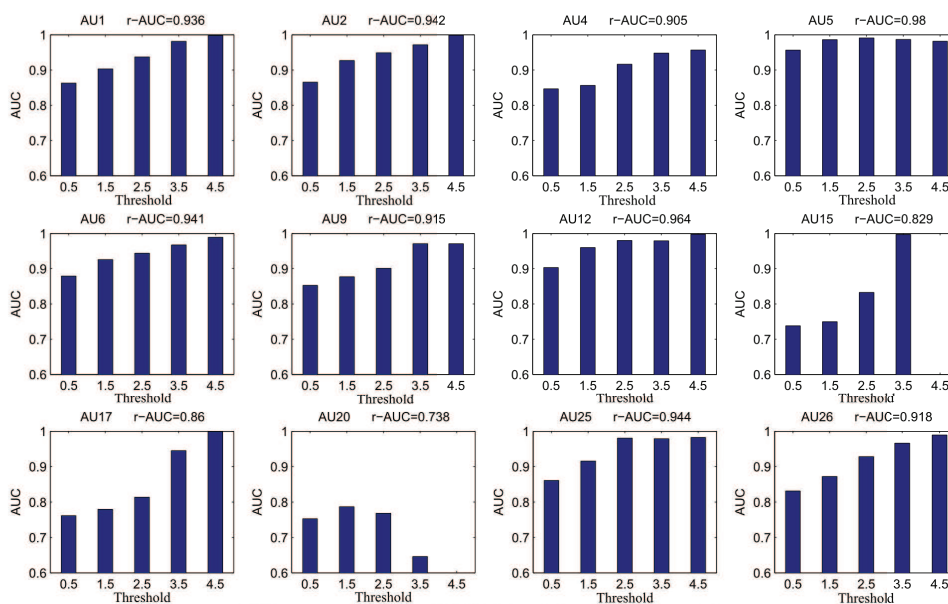 AU1 r−AUC=0.936
AUC
1
0.9
0.8
0.7
0.6
0.5 1.5 2.5 3.5 4.5
Threshold
AU2 r−AUC=0.942
AUC
1
0.9
0.8
0.7
0.6
0.5 1.5 2.5 3.5 4.5
Threshold
AU4 r−AUC=0.905
AUC
1
0.9
0.8
0.7
0.6
0.5 1.5 2.5 3.5 4.5
Threshold
AU5 r−AUC=0.98
AUC
1
0.9
0.8
0.7
0.6
0.5 1.5 2.5 3.5 4.5
Threshold
AU6 r−AUC=0.941
AUC
1
0.9
0.8
0.7
0.6
0.5 1.5 2.5 3.5 4.5
Threshold
AU9 r−AUC=0.915
AUC
1
0.9
0.8
0.7
0.6
0.5 1.5 2.5 3.5 4.5
Threshold
AU12 r−AUC=0.964
AUC
1
0.9
0.8
0.7
0.6
0.5 1.5 2.5 3.5 4.5
Threshold
AU15 r−AUC=0.829
AUC
1
0.9
0.8
0.7
0.6
0.5 1.5 2.5 3.5 4.5
Threshold
AU17 r−AUC=0.86
AUC
1
0.9
0.8
0.7
0.6
0.5 1.5 2.5 3.5 4.5
Threshold
AU20 r−AUC=0.738
AUC
1
0.9
0.8
0.7
0.6
0.5 1.5 2.5 3.5 4.5
Threshold
AU25 r−AUC=0.944
AUC
1
0.9
0.8
0.7
0.6
0.5 1.5 2.5 3.5 4.5
Threshold
AU26 r−AUC=0.918
AUC
1
0.9
0.8
0.7
0.6
0.5 1.5 2.5 3.5 4.5
Threshold